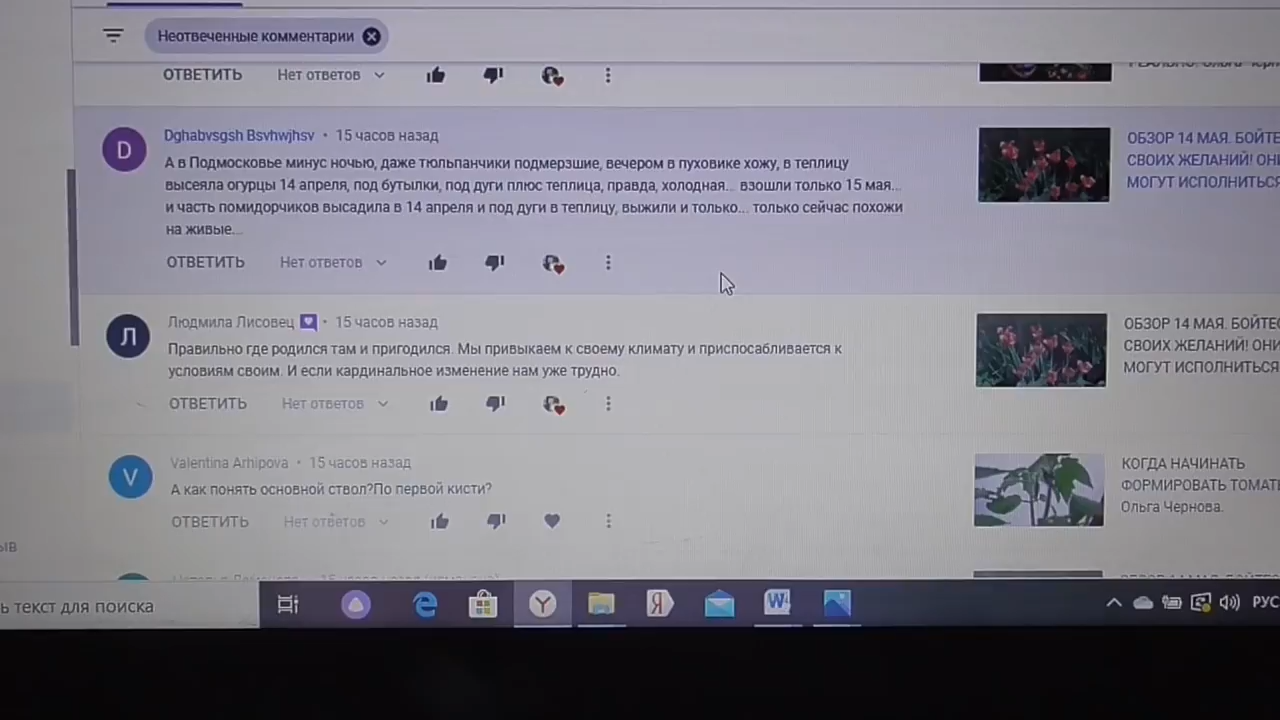 Неотвеченные комментарии
ОТВЕТИТЬ Нет ответов
D
Dghabvsgsh Bsvhwjhsv • 15 часов назад
А в Подмосковье минус ночью, даже тюльпанчики подмерзшие, вечером в пуховике хожу, в теплицу
высеяла огурцы 14 апреля, под бутылки, под дуги плюс теплица, правда, холодная... взошли только 15 мая...
и часть помидорчиков высадила в 14 апреля и под дуги в теплицу, выжили и только... только сейчас похожи
на живые...
ОТВЕТИТЬ Нет ответов
ОБЗОР 14 МАЯ. БОЙТЕ
СВОИХ ЖЕЛАНИЙ! ОНИ
МОГУТ ИСПОЛНИТЬСЯ
Л
Людмила Лисовец • 15 часов назад
Правильно где родился там и пригодился. Мы привыкаем к своему климату и приспосабливается к
условиям своим. И если кардинальное изменение нам уже трудно.
ОТВЕТИТЬ Нет ответов
ОБЗОР 14 МАЯ. БОЙТЕС
СВОИХ ЖЕЛАНИЙ! ОНИ
МОГУТ ИСПОЛНИТЬСЯ
V
Valentina Arhipova • 15 часов назад
А как понять основной ствол?По первой кисти?
ОТВЕТИТЬ Нет ответов
КОГДА НАЧИНАТЬ
ФОРМИРОВАТЬ ТОМАТ
Ольга Чернова.
ыв
ь текст для поиска
Я
W
РУС